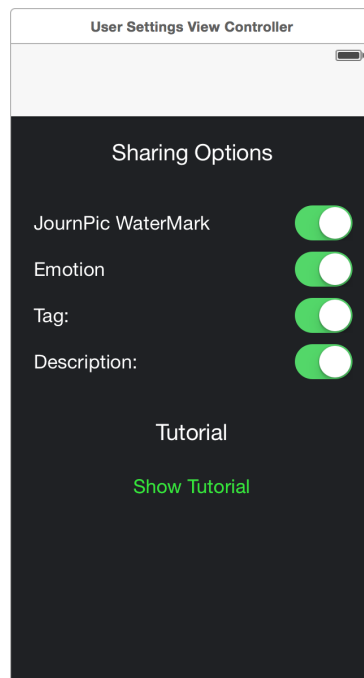 User Settings View Controller
Sharing Options
JournPic WaterMark
Emotion
Tag:
Description:
Tutorial
Show Tutorial